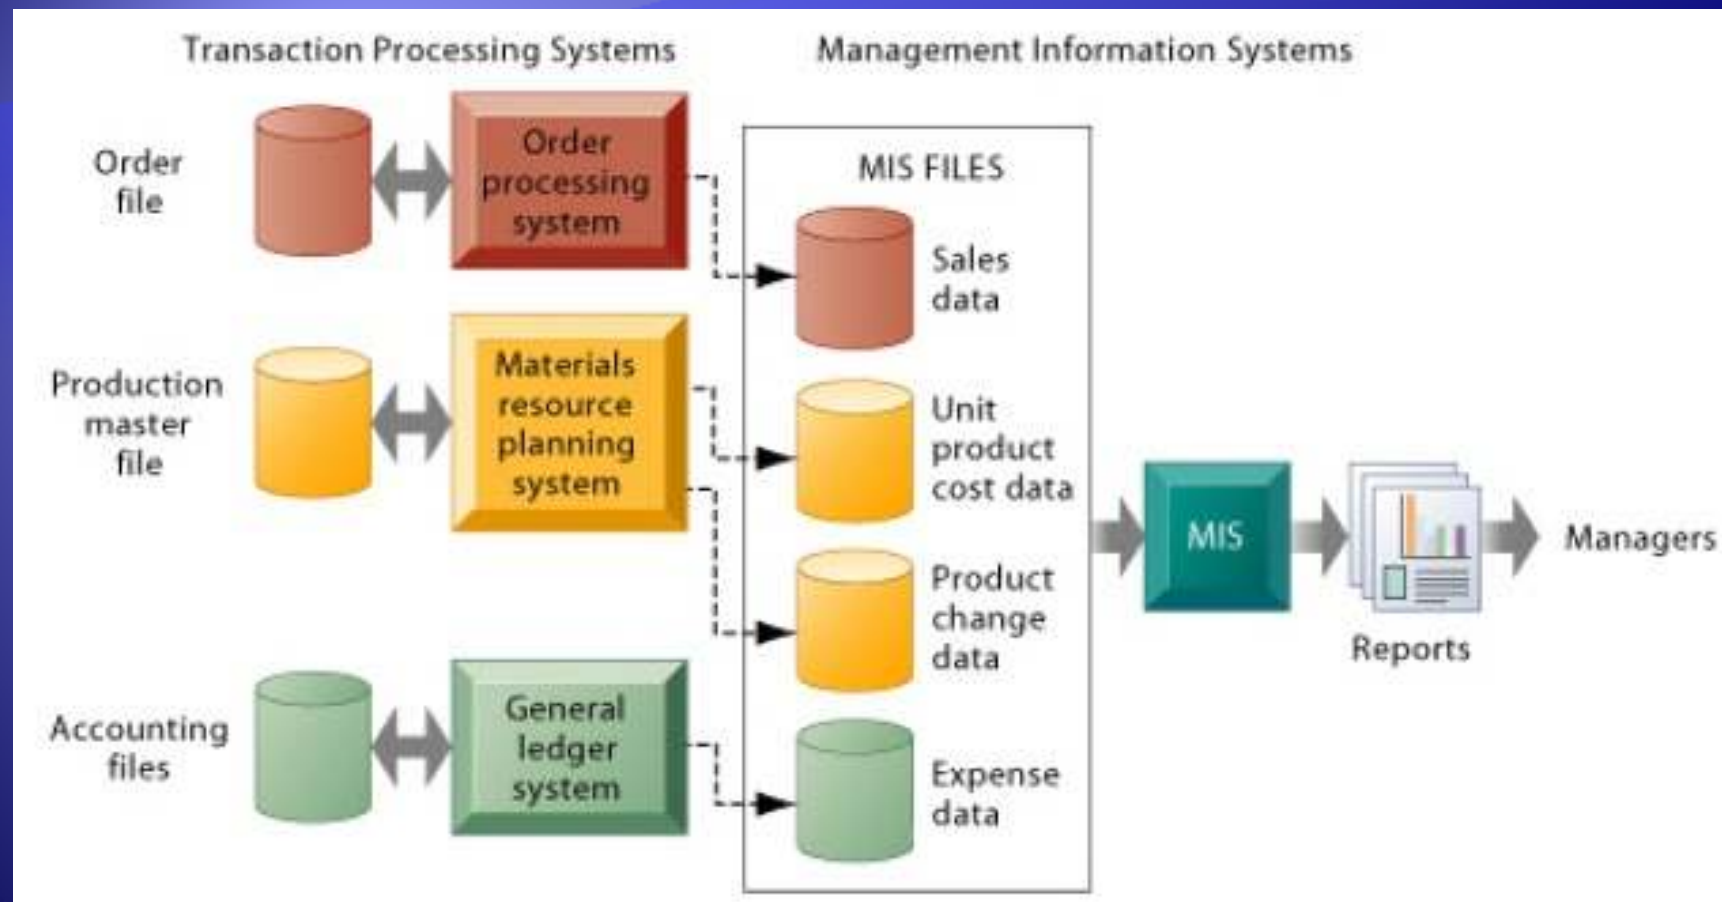 Transaction Processing Systems
Management Information Systems
Order
file
Order
processing
system
MIS FILES
Sales
data
Production
master
file
Materials
resource
planning
system
Unit
product
cost data
Product
change
data
MIS
Reports
Managers
Accounting
files
General
ledger
system
Expense
data